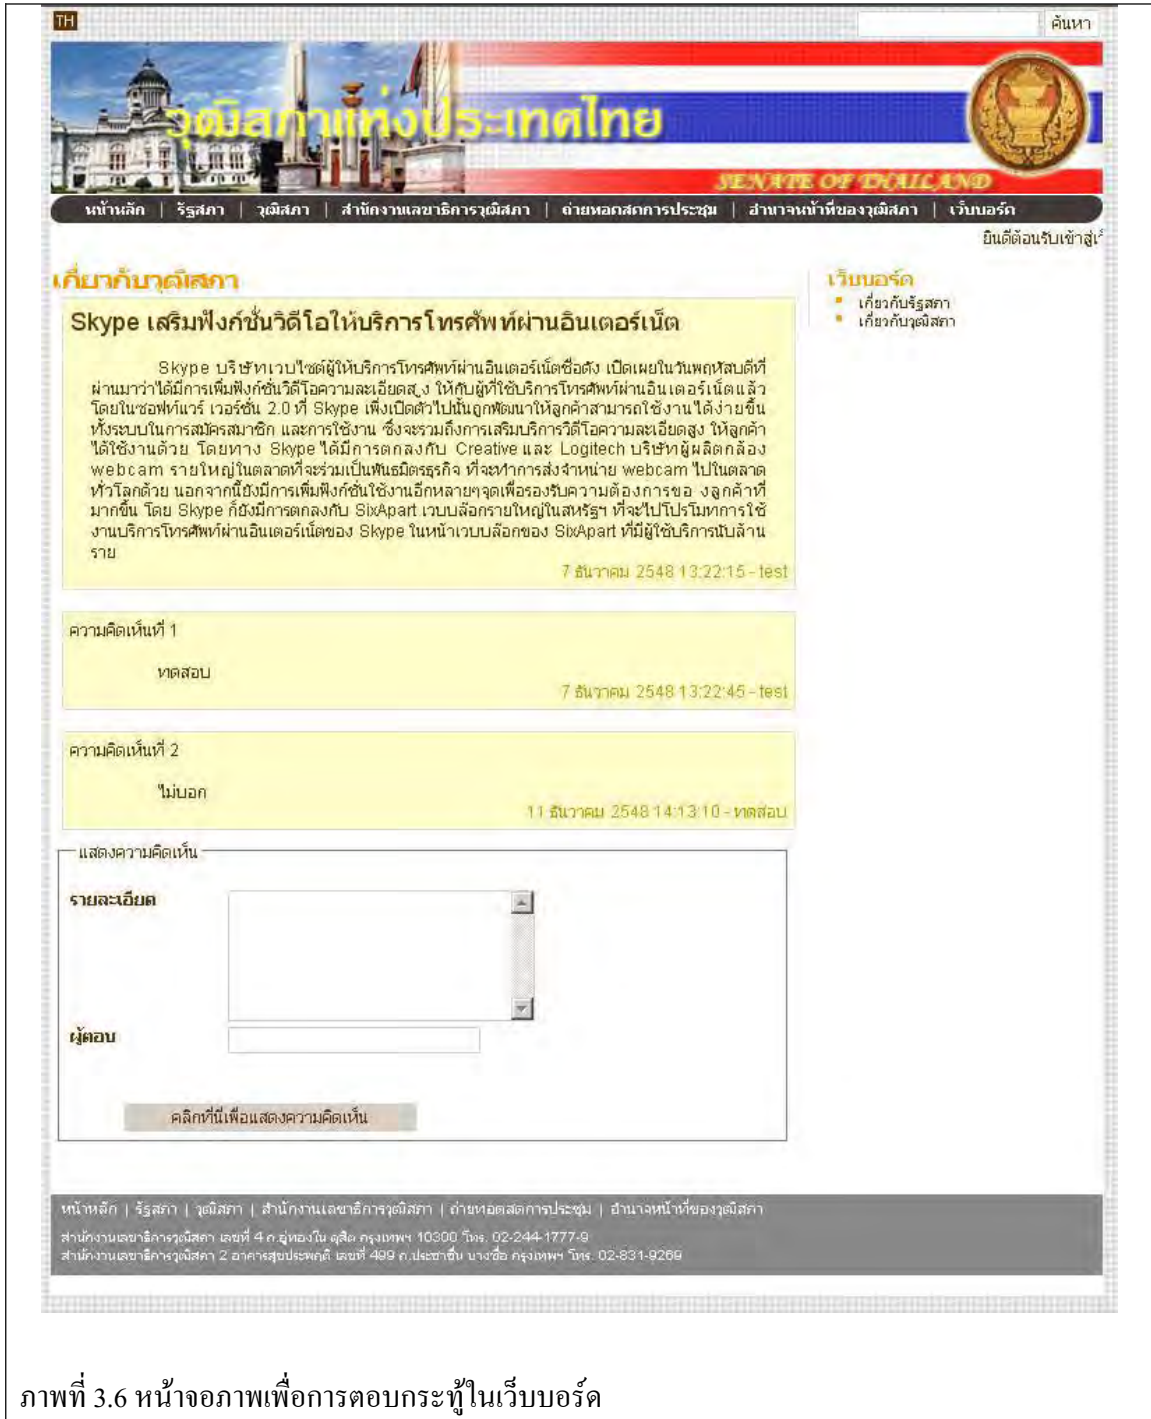 TH
ค้นหา
วุฒิสภาแห่งประเทศไทย
SENATE OF THAILAND
หน้าหลัก | รัฐสภา | วุฒิสภา | สำนักงานเลขาธิการวุฒิสภา | ถ่ายทอดสดการประชุม | อำนาจหน้าที่ของวุฒิสภา | เว็บบอร์ด
ยินดีต้อนรับเข้าสู่เว็
เกี่ยวกับวุฒิสภา
Skype เสริมฟังก์ชั่นวิดีโอให้บริการโทรศัพท์ผ่านอินเตอร์เน็ต
Skype บริษัทเวบไซต์ผู้ให้บริการโทรศัพท์ผ่านอินเตอร์เน็ตชื่อดัง เปิดเผยในวันพฤหัสบดีที่
ผ่านมาว่าได้มีการเพิ่มฟังก์ชั่นวิดีโอความละเอียดสูง ให้กับผู้ที่ใช้บริการโทรศัพท์ผ่านอินเตอร์เน็ตแล้ว
โดยในซอฟท์แวร์ เวอร์ชั่น 2.0 ที่ Skype เพิ่งเปิดตัวไปนั้นถูกพัฒนาให้ลูกค้าสามารถใช้งานได้ง่ายขึ้น
ทั้งระบบในการสมัครสมาชิก และการใช้งาน ซึ่งจะรวมถึงการเสริมบริการวิดีโอความละเอียดสูง ให้ลูกค้า
ได้ใช้งานด้วย โดยทาง Skype ได้มีการตกลงกับ Creative และ Logitech บริษัทผู้ผลิตกล้อง
webcam รายใหญ่ในตลาดที่จะร่วมเป็นพันธมิตรธุรกิจ ที่จะทำการส่งจำหน่าย webcam ไปในตลาด
ทั่วโลกด้วย นอกจากนี้ยังมีการเพิ่มฟังก์ชั่นใช้งานอีกหลายๆจุดเพื่อรองรับความต้องการขอ งลูกค้าที่
มากขึ้น โดย Skype ก็ยังมีการตกลงกับ SixApart เวบบล๊อกรายใหญ่ในสหรัฐฯ ที่จะไปโปรโมทการใช้
งานบริการโทรศัพท์ผ่านอินเตอร์เน็ตของ Skype ในหน้าเวบบล๊อกของ SixApart ที่มีผู้ใช้บริการนับล้าน
ราย
7 ธันวาคม 2548 13:22:15 - test
เว็บบอร์ด
เกี่ยวกับรัฐสภา
เกี่ยวกับวุฒิสภา
ความคิดเห็นที่ 1
ทดสอบ
7 ธันวาคม 2548 13:22:45 - test
ความคิดเห็นที่ 2
ไม่บอก
11 ธันวาคม 2548 14:13:10 - ทดสอบ
แสดงความคิดเห็น
รายละเอียด
ผู้ตอบ
คลิกที่นี่เพื่อแสดงความคิดเห็น
หน้าหลัก | รัฐสภา | วุฒิสภา | สำนักงานเลขาธิการวุฒิสภา | ถ่ายทอดสดการประชุม | อำนาจหน้าที่ของวุฒิสภา
สำนักงานเลขาธิการวุฒิสภา เลขที่ 4 ถ.อู่ทองใน ดุสิต กรุงเทพฯ 10300 โทร. 02-244-1777-9
สำนักงานเลขาธิการวุฒิสภา 2 อาคารสุขประพฤติ เลขที่ 499 ถ.ประชาชื่น บางซื่อ กรุงเทพฯ โทร. 02-831-9269
ภาพที่ 3.6 หน้าจอภาพเพื่อการตอบกระทู้ในเว็บบอร์ด